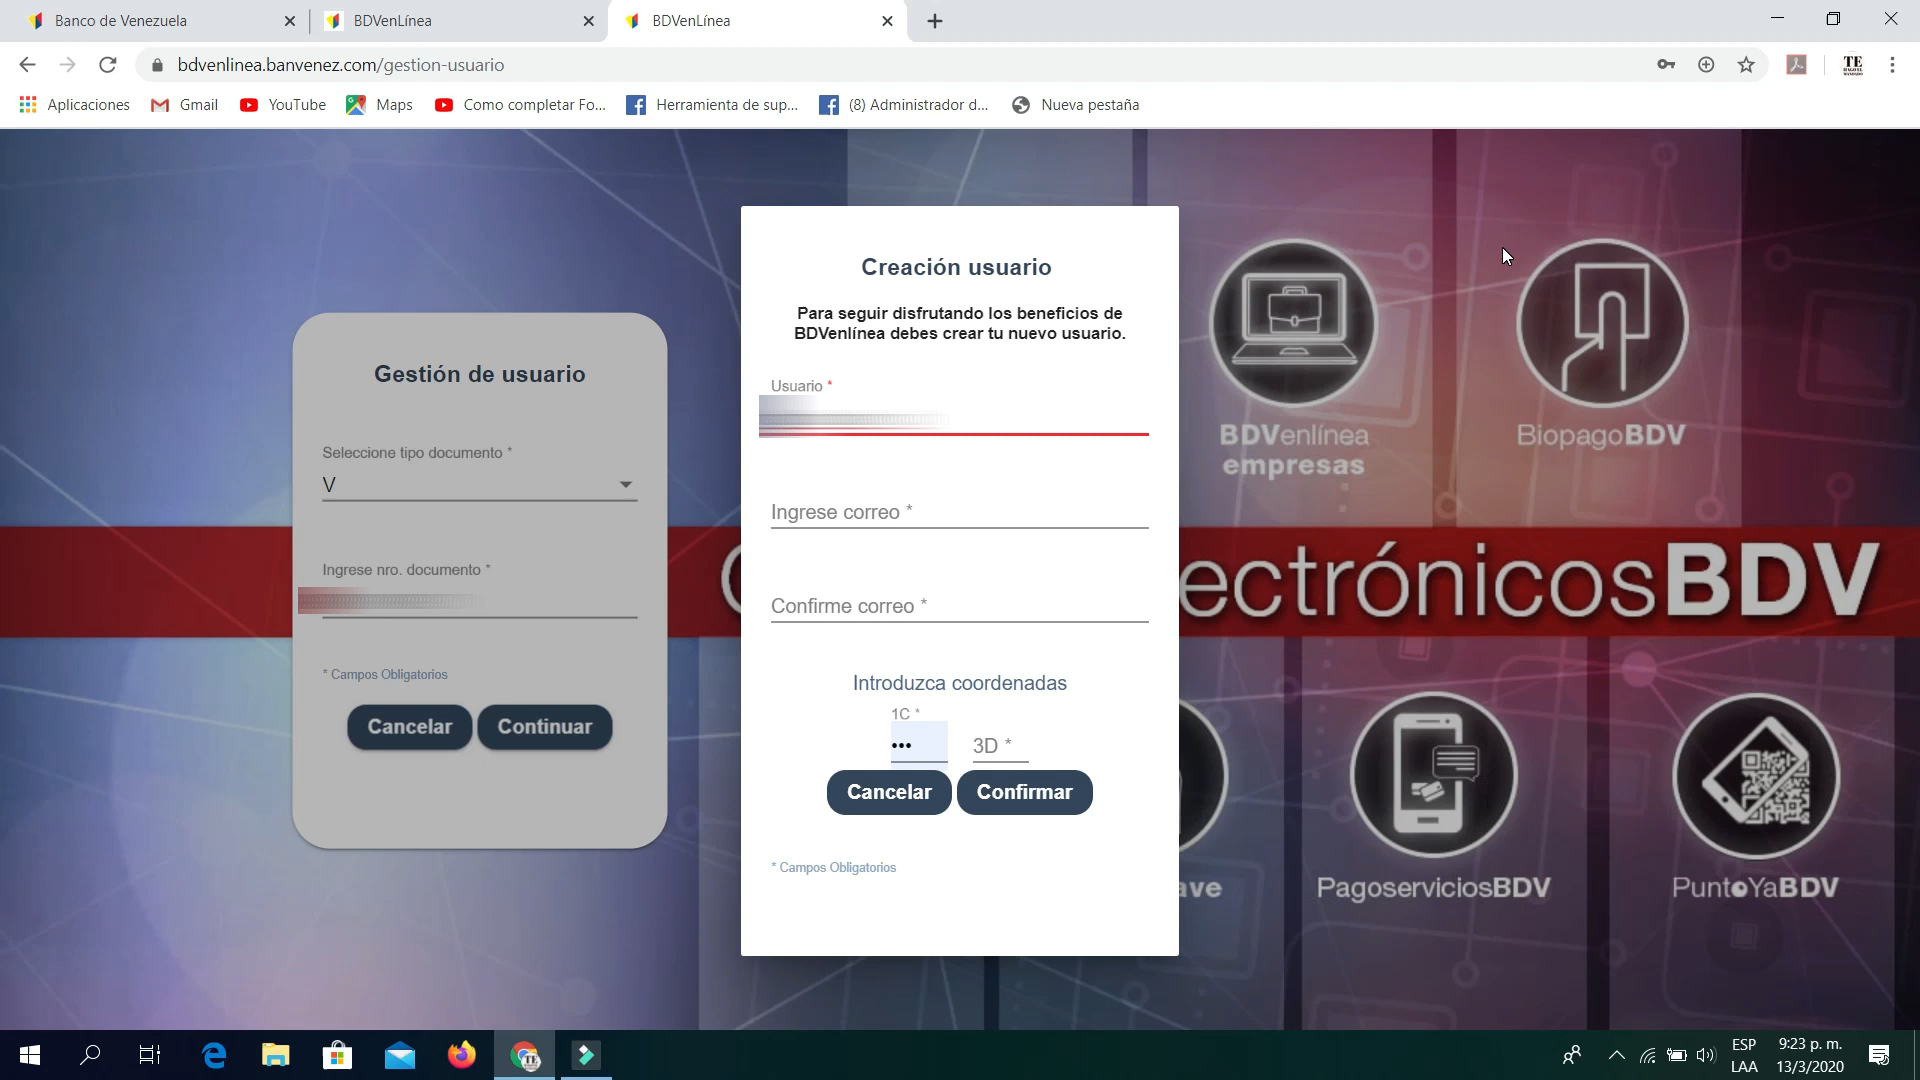 Banco de Venezuela
BDVenLínea
BDVenLínea
bdvenlinea.banvenez.com/gestion-usuario
TE
Aplicaciones
Gmail
YouTube
Maps
Como completar Fo...
Herramienta de sup...
(8) Administrador d...
Nueva pestaña
Gestión de usuario
Seleccione tipo documento *
V
Ingrese nro. documento *
* Campos Obligatorios
Cancelar
Continuar
Creación usuario
Para seguir disfrutando los beneficios de
BDVenlínea debes crear tu nuevo usuario.
Usuario *
Ingrese correo *
Confirme correo *
Introduzca coordenadas
1C *
•••
3D *
Cancelar
Confirmar
* Campos Obligatorios
BDVenlínea
empresas
BiopagoBDV
ectrónicosBDV
ave
PagoserviciosBDV
PuntoYaBDV
ESP
LAA
9:23 p. m.
13/3/2020